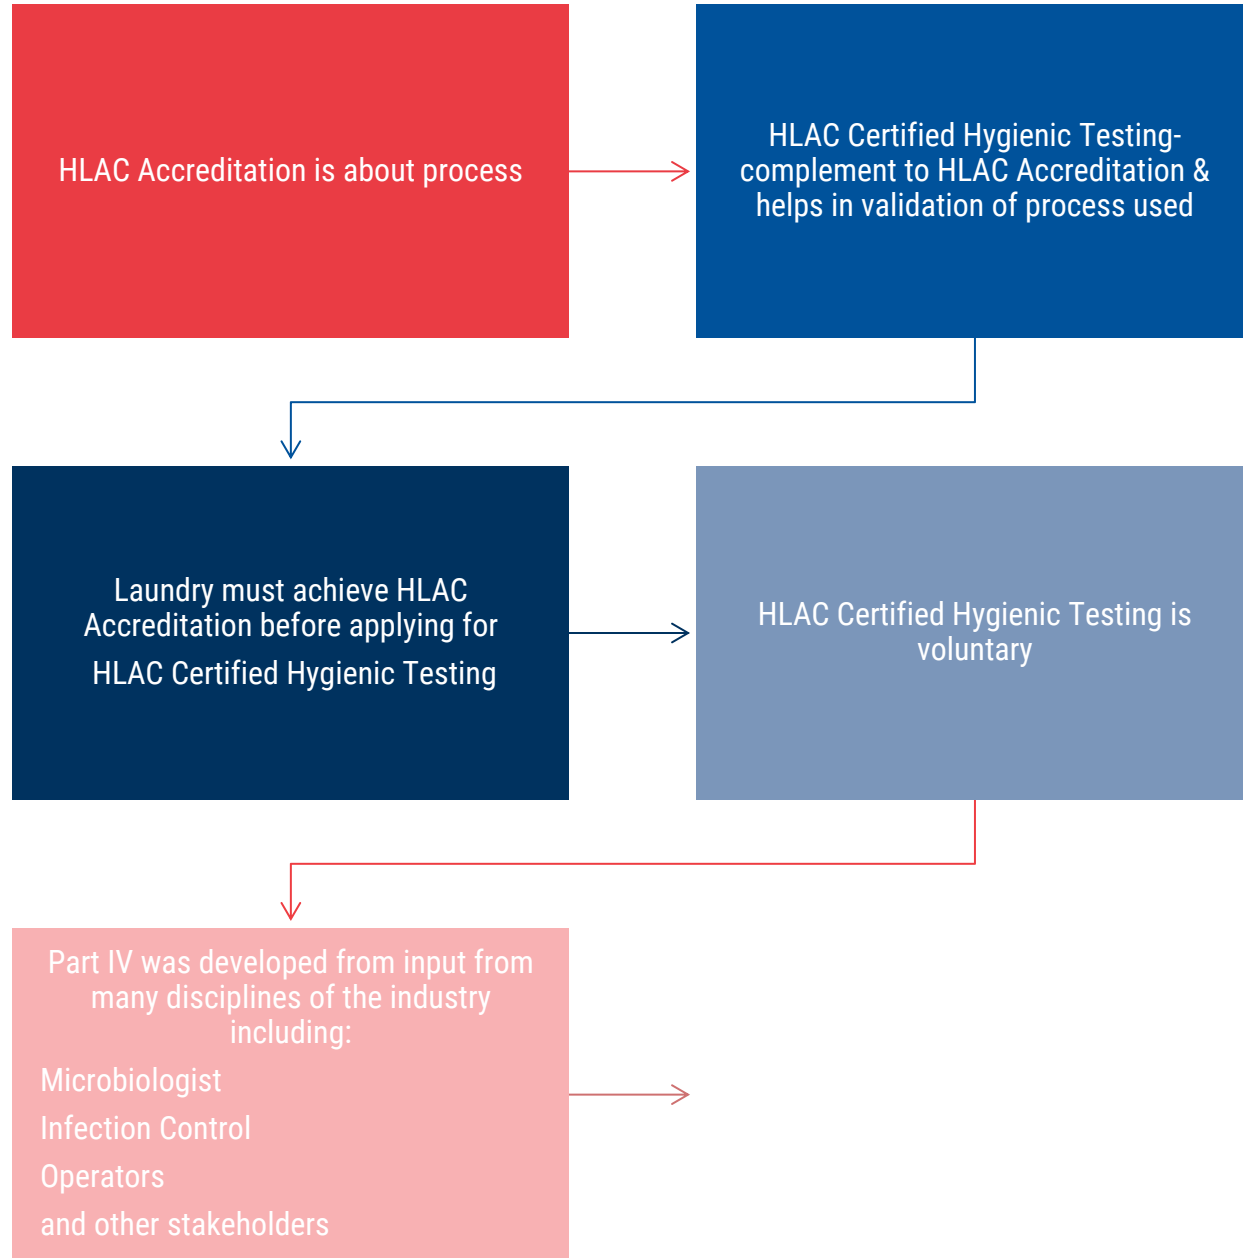 HLAC Accreditation is about process
HLAC Certified Hygienic Testing-
complement to HLAC Accreditation &
helps in validation of process used
Laundry must achieve HLAC
Accreditation before applying for
HLAC Certified Hygienic Testing
HLAC Certified Hygienic Testing is
voluntary
Part IV was developed from input from
many disciplines of the industry
including:
Microbiologist
Infection Control
Operators
and other stakeholders